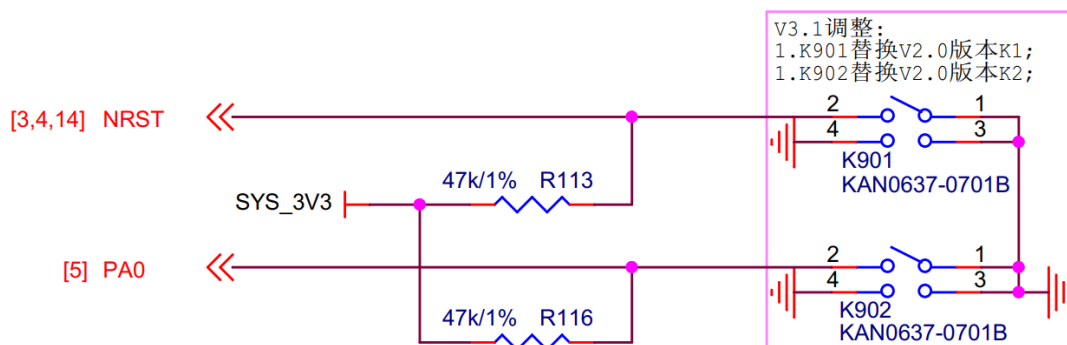 V3.1调整:
1.K901替换V2.0版本K1;
1.K902替换V2.0版本K2;
[3,4,14] NRST
2 1
4 3
K901
KAN0637-0701B
47k/1% R113
SYS_3V3
[5] PA0
2 1
4 3
K902
KAN0637-0701B
47k/1% R116